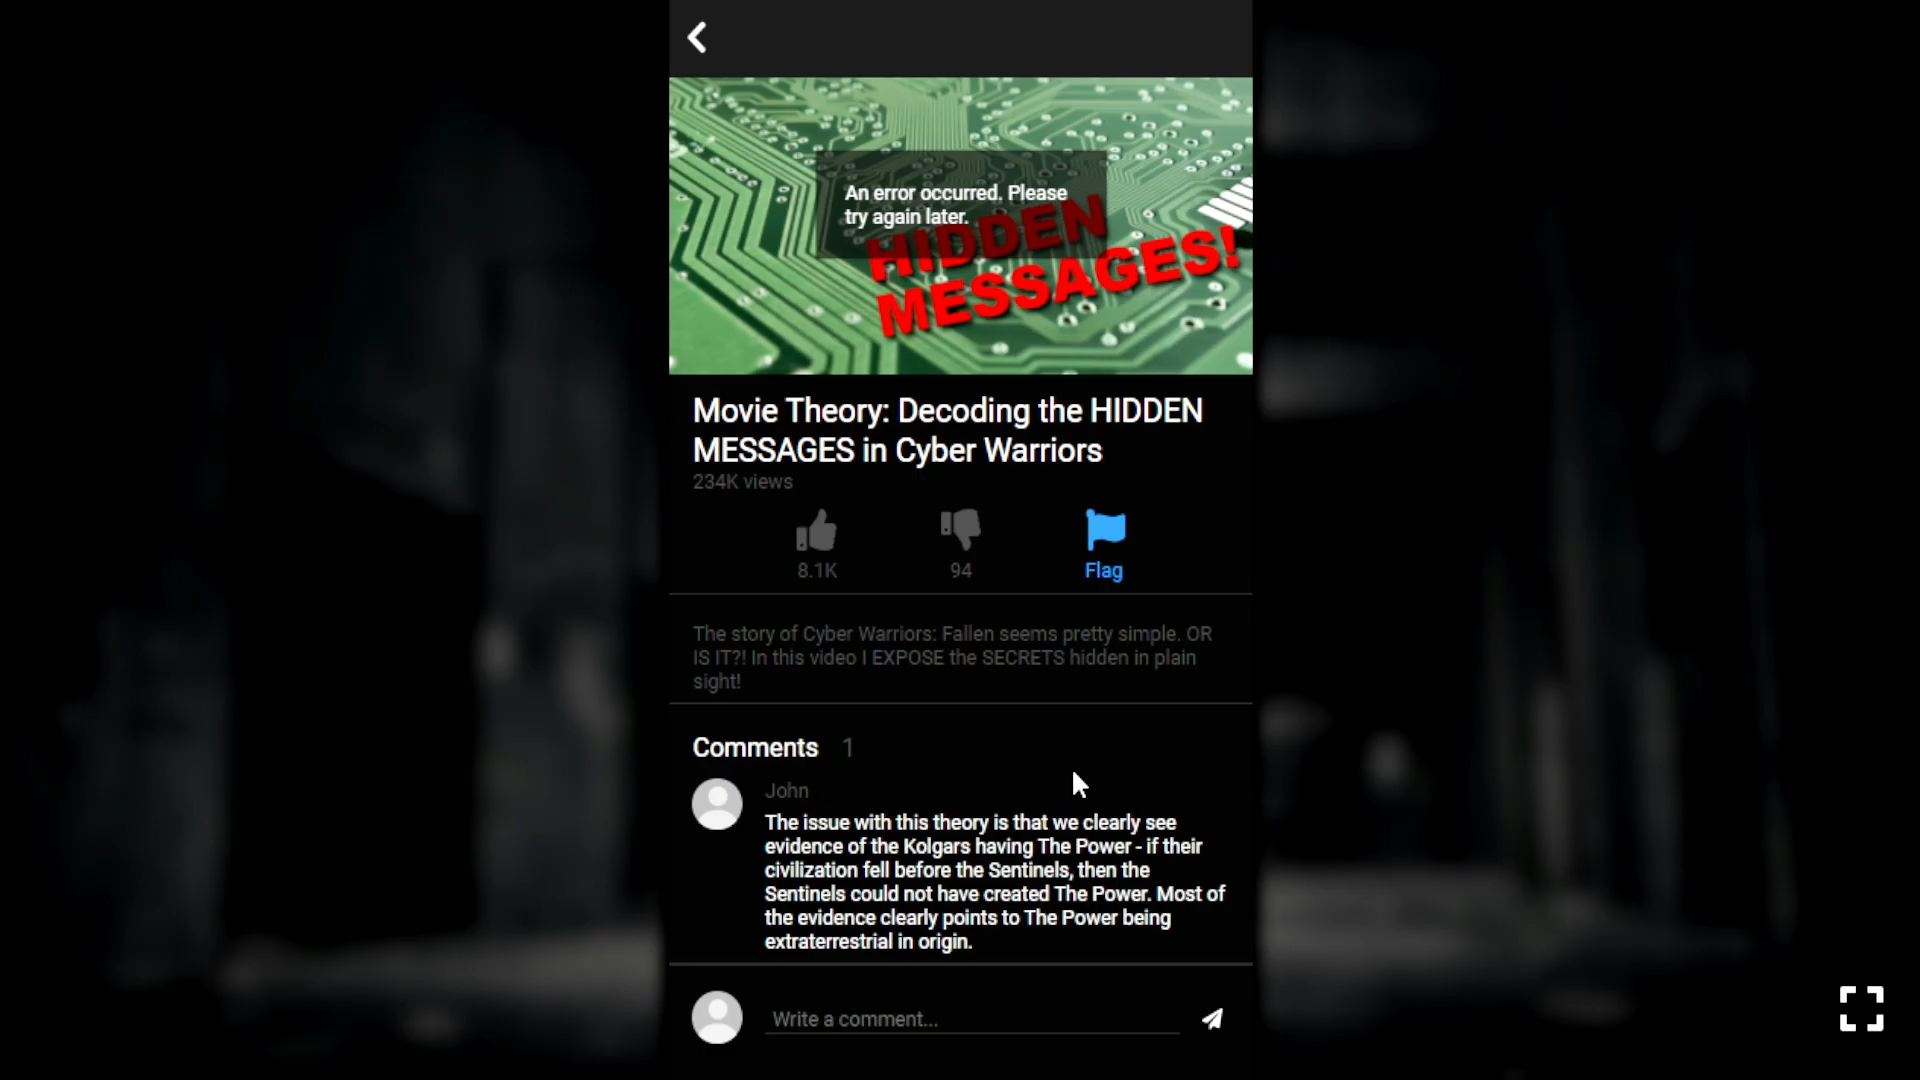 An error occurred. Please
try again later.
HIDDEN
MESSAGES!
Movie Theory: Decoding the HIDDEN
MESSAGES in Cyber Warriors
234K views
8.1K
94
Flag
The story of Cyber Warriors: Fallen seems pretty simple. OR
IS IT?! In this video I EXPOSE the SECRETS hidden in plain
sight!
Comments 1
John
The issue with this theory is that we clearly see
evidence of the Kolgars having The Power - if their
civilization fell before the Sentinels, then the
Sentinels could not have created The Power. Most of
the evidence clearly points to The Power being
extraterrestrial in origin.
Write a comment...